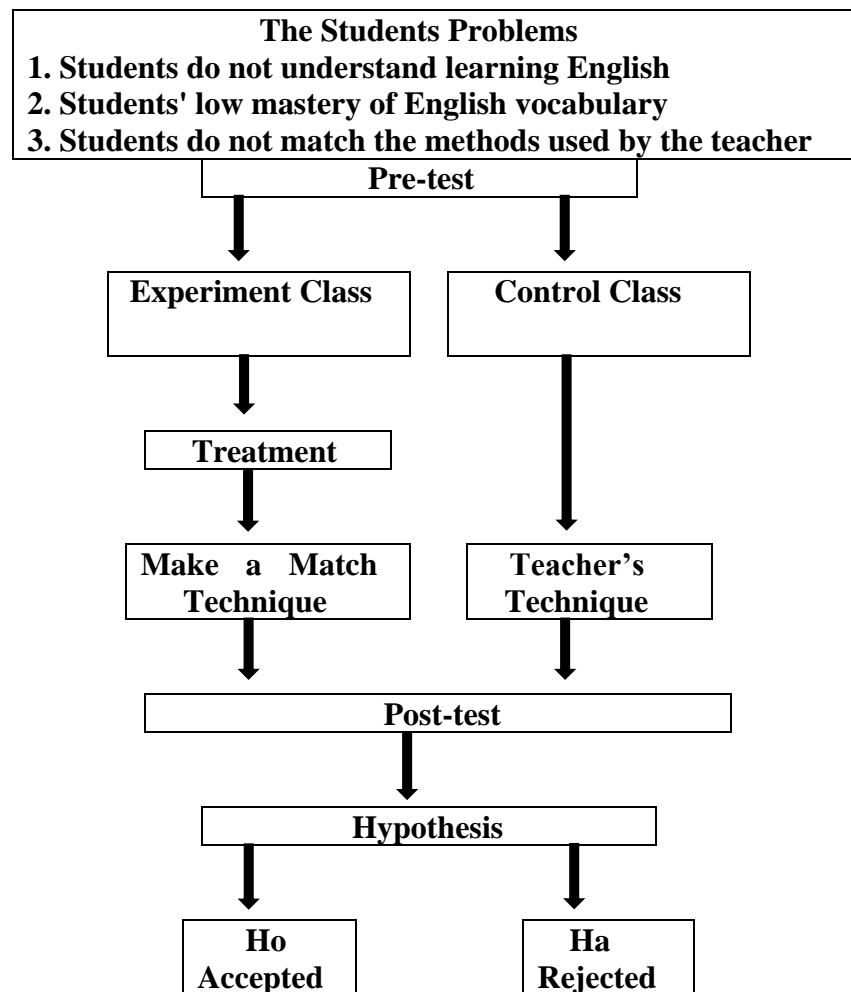 The Students Problems
1. Students do not understand learning English
2. Students' low mastery of English vocabulary
3. Students do not match the methods used by the teacher
Pre-test
Experiment Class
Control Class
Treatment
Make a Match
Technique
Teacher's
Technique
Post-test
Hypothesis
Ho
Accepted
Ha
Rejected